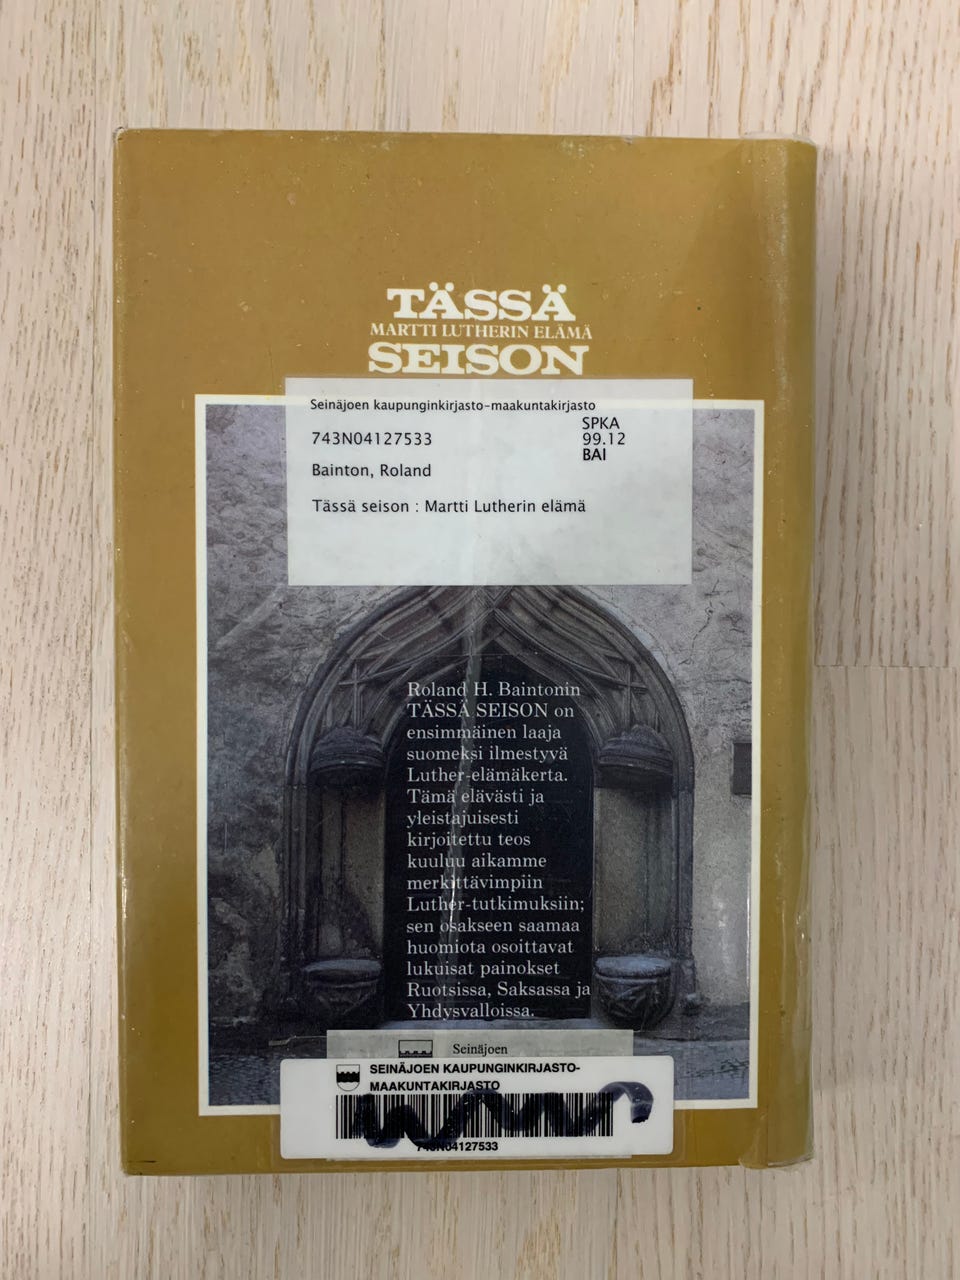 TÄSSÄ
MARTTI LUTHERIN ELÄMÄ
SEISON
Seinäjoen kaupunginkirjasto-maakuntakirjasto
SPKA
743N04127533
99.12
BAI
Bainton, Roland
Tässä seison : Martti Lutherin elämä
Roland H. Baintonin
TÄSSÄ SEISON on
ensimmäinen laaja
suomeksi ilmestyvä
Luther-elämäkerta.
Tämä elävästi ja
yleistajuisesti
kirjoitettu teos
kuuluu aikamme
merkittävimpiin
Luther-tutkimuksiin;
sen osakseen saamaa
huomiota osoittavat
lukuisat painokset
Ruotsissa, Saksassa ja
Yhdysvalloissa.
Seinäjoen
SEINÄJOEN KAUPUNGINKIRJASTO-
MAAKUNTAKIRJASTO
743N04127533